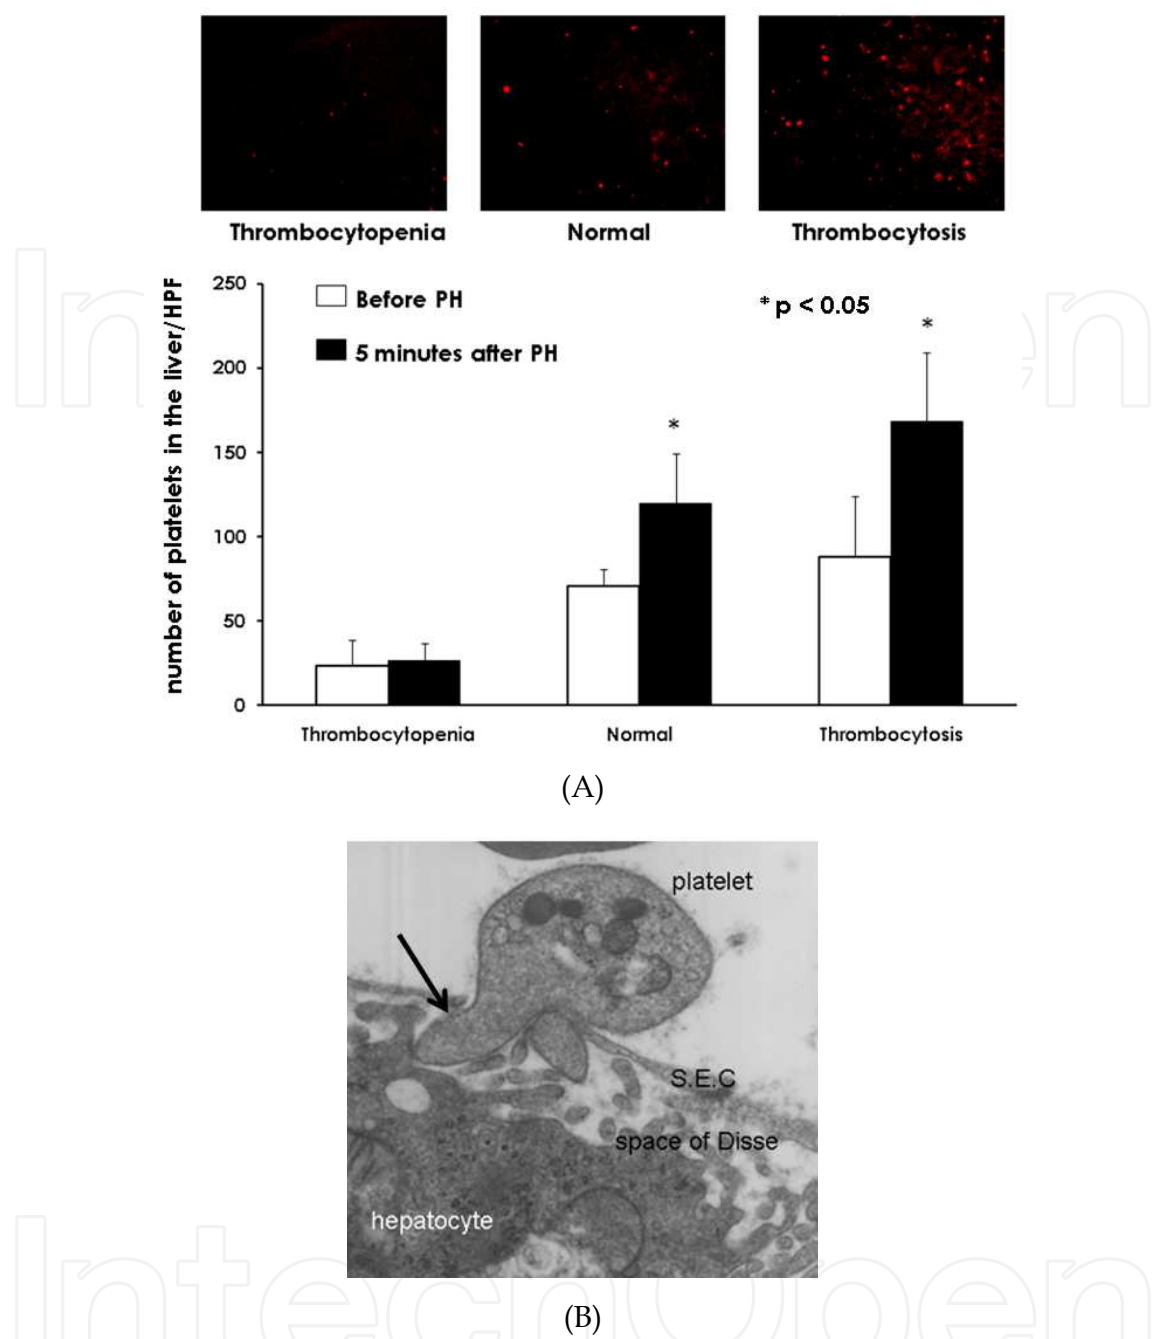 Thrombocytopenia Normal Thrombocytosis
number of platelets in the liver/HPF
250
200
150
100
50
0
Before PH
5 minutes after PH
* p < 0.05
*
*
Thrombocytopenia Normal Thrombocytosis
(A)
platelet
S.E.C
space of Disse
hepatocyte
(B)
IntechOpen